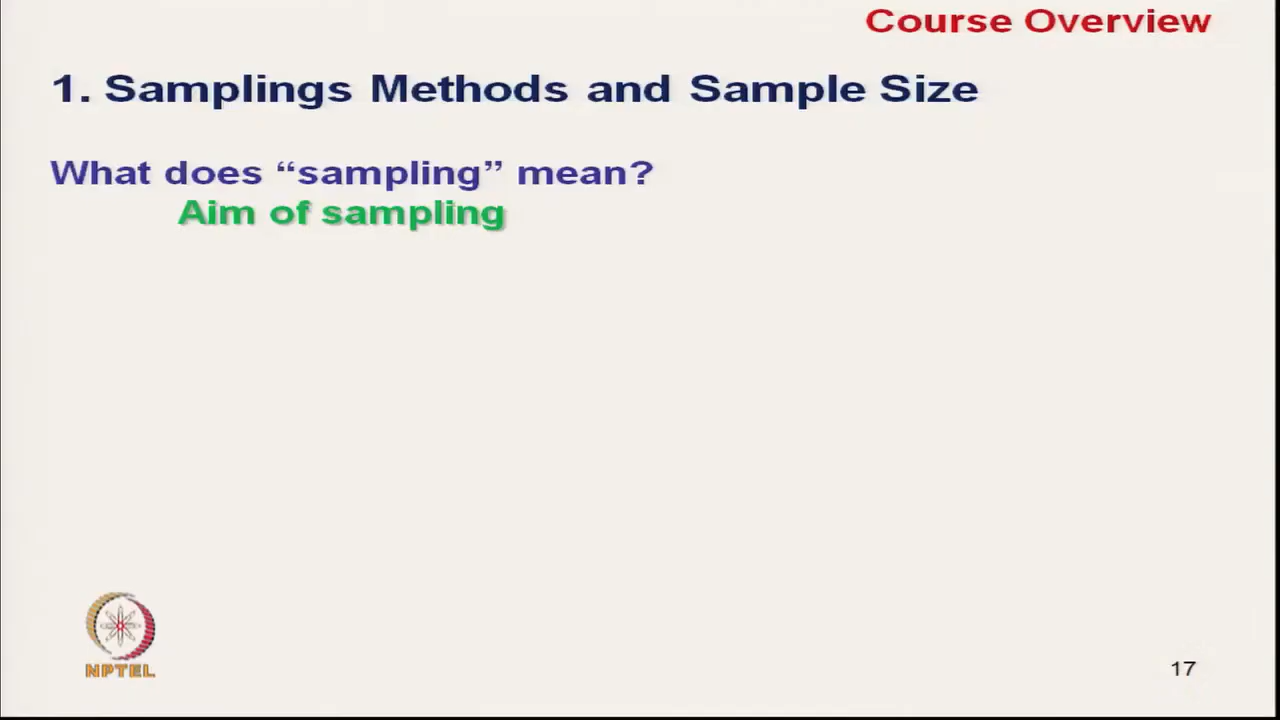 Course Overview
1. Samplings Methods and Sample Size
What does “sampling” mean?
Aim of sampling
NPTEL
17